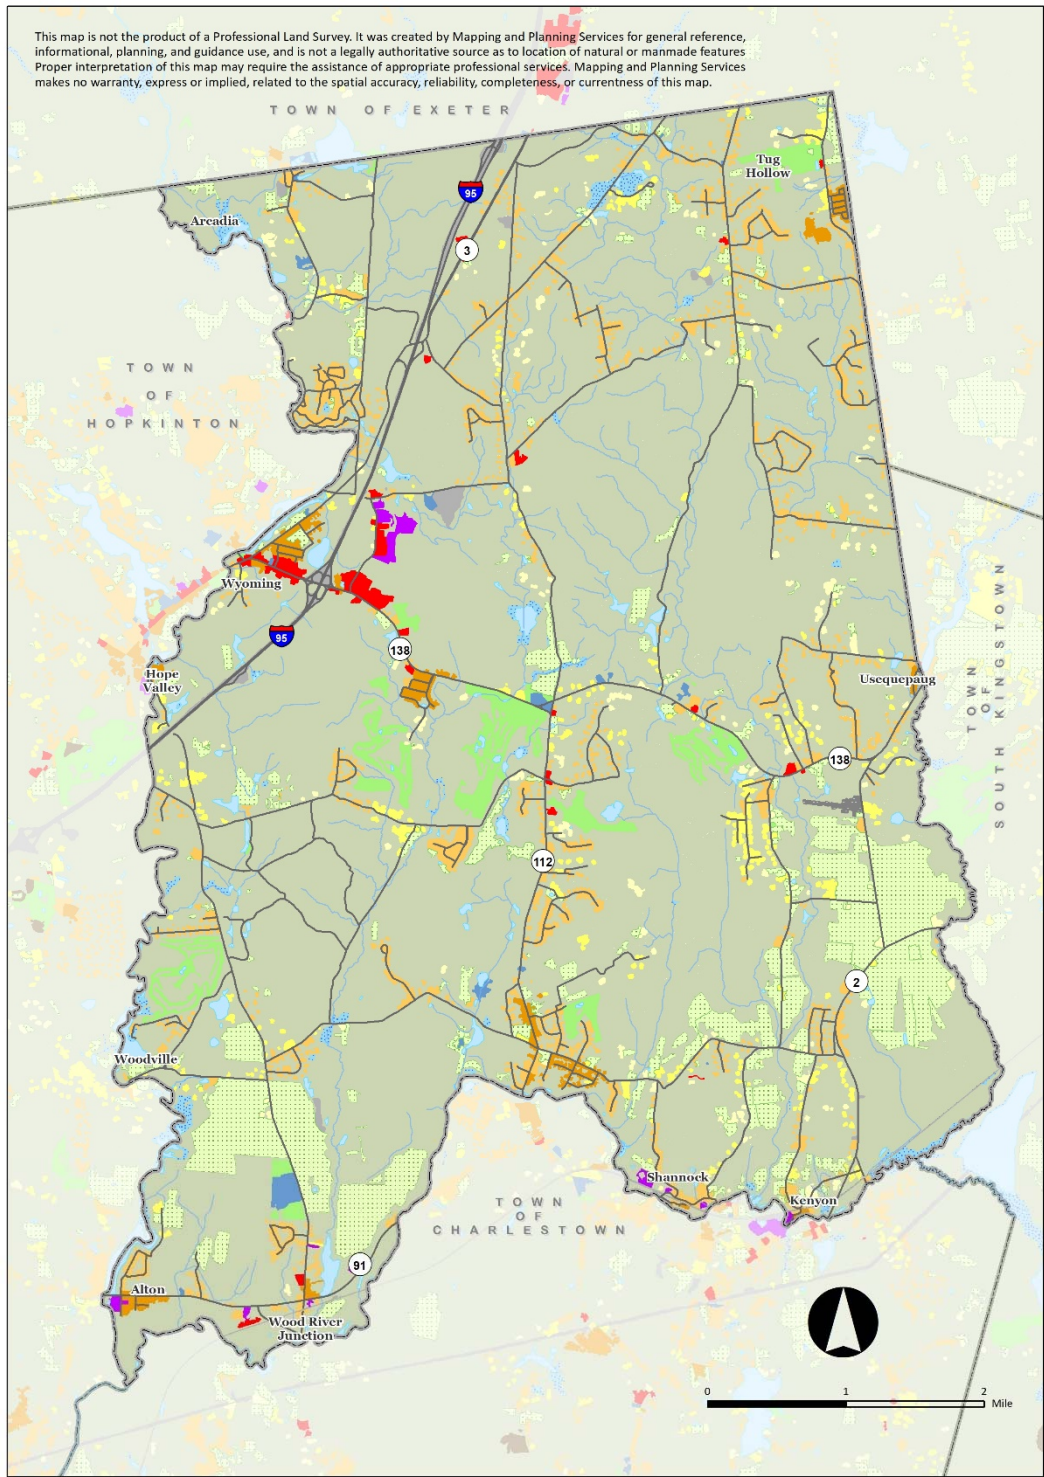 This map is not the product of a Professional Land Survey. It was created by Mapping and Planning Services for general reference,
informational, planning, and guidance use, and is not a legally authoritative source as to location of natural or manmade features
Proper interpretation of this map may require the assistance of appropriate professional services. Mapping and Planning Services
makes no warranty, express or implied, related to the spatial accuracy, reliability, completeness, or currentness of this map.
TOWN OF EXETER
Tug
Hollow
95
Arcadia
3
TOWN
OF
HOPKINTON
Wyoming
95
138
Hope
Valley
Usequepaug
TOWN
OF
SOUTH KINGSTOWN
138
112
2
Woodville
Shannock
Kenyon
TOWN
OF
CHARLESTOWN
91
Alton
Wood River
Junction
0
1
2
Mile